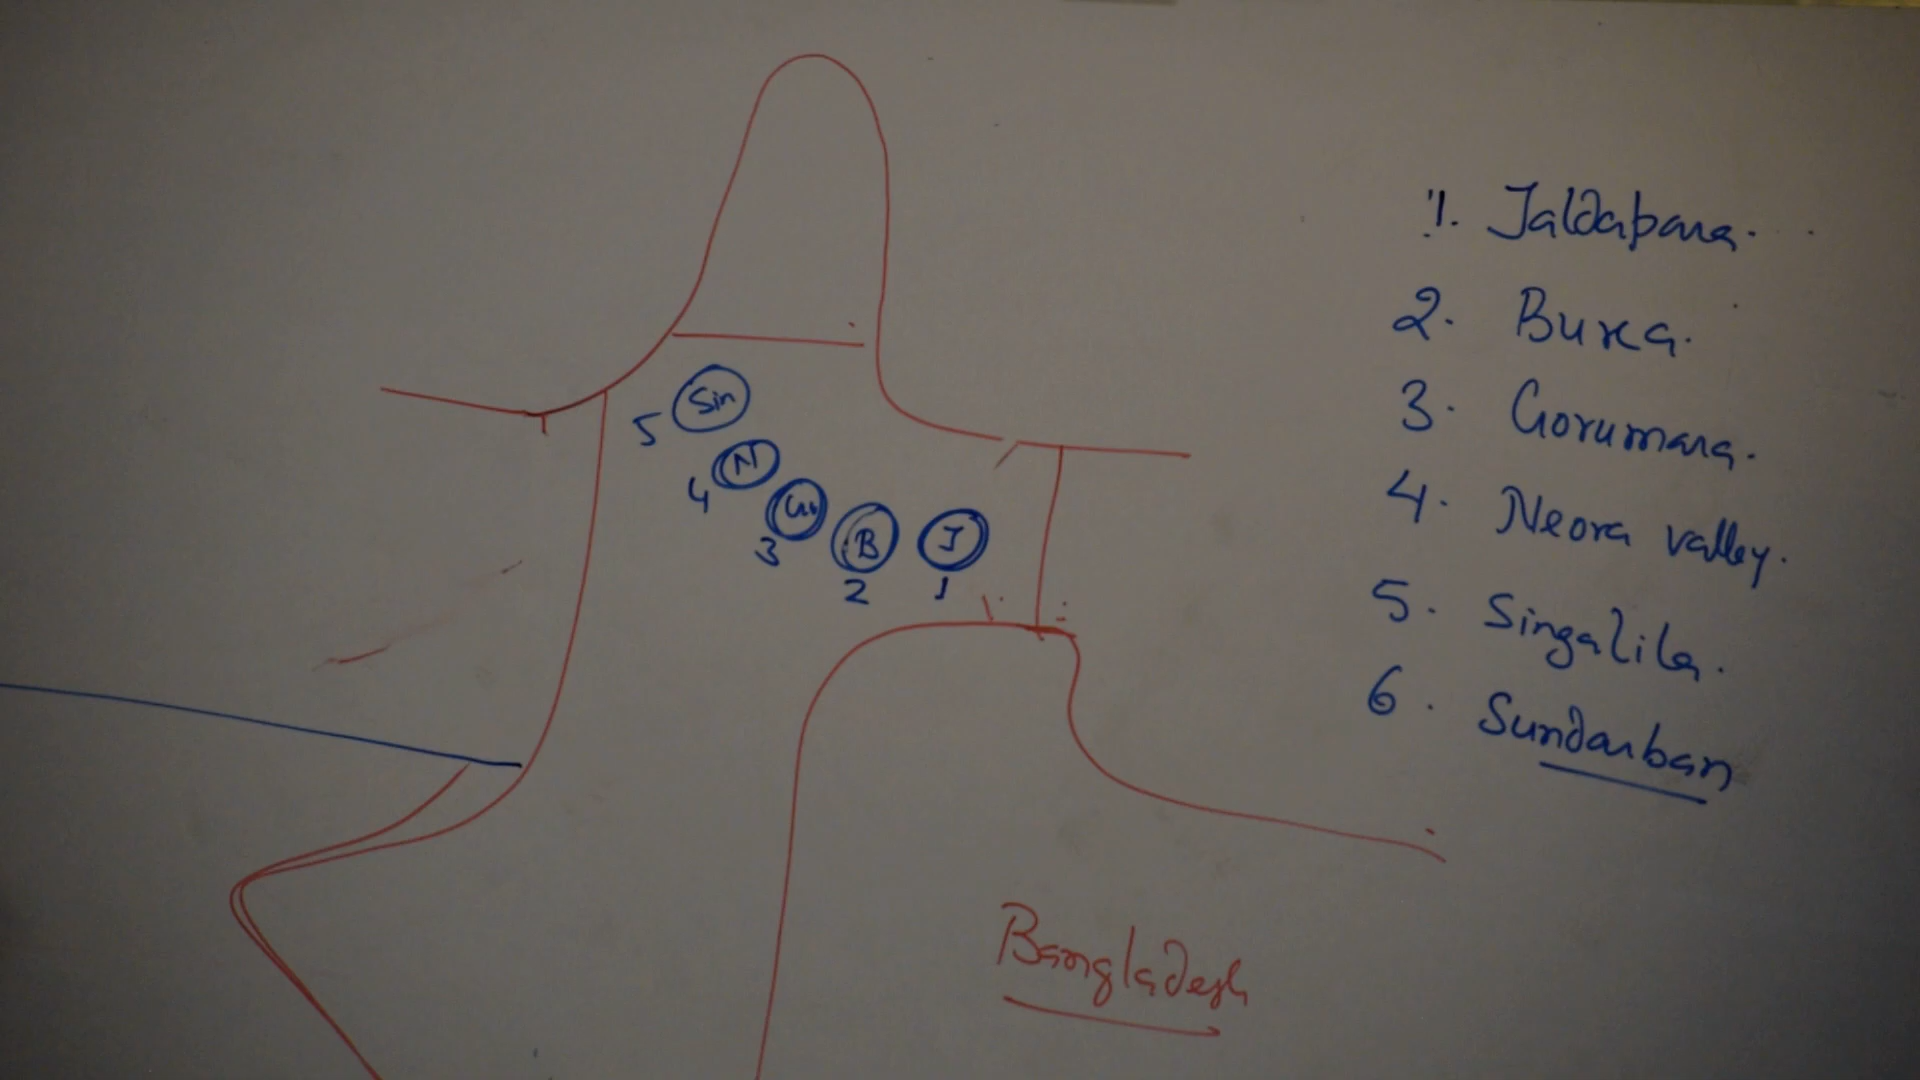 1. Jaldapara.
2. Buxa.
3. Gorumara.
4. Neora valley.
5. Singalila.
6. Sundarban
Sin
5
N
4
Go
3
B
2
J
1
Bangladesh